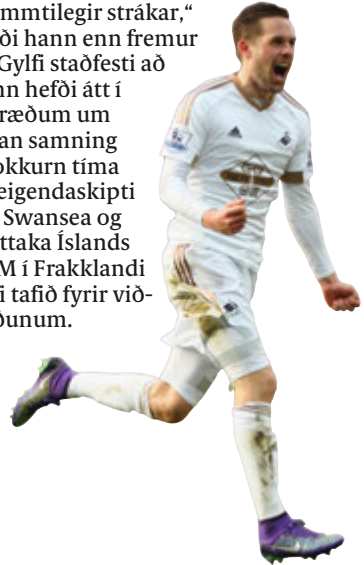 mmtilegir strákar,“
ði hann enn fremur
Gylfi staðfesti að
nn hefði átt í
ræðum um
an samning
okkurn tíma
eigendaskipti
Swansea og
ttaka Íslands
M í Frakklandi
i tafið fyrir við-
ðunum.